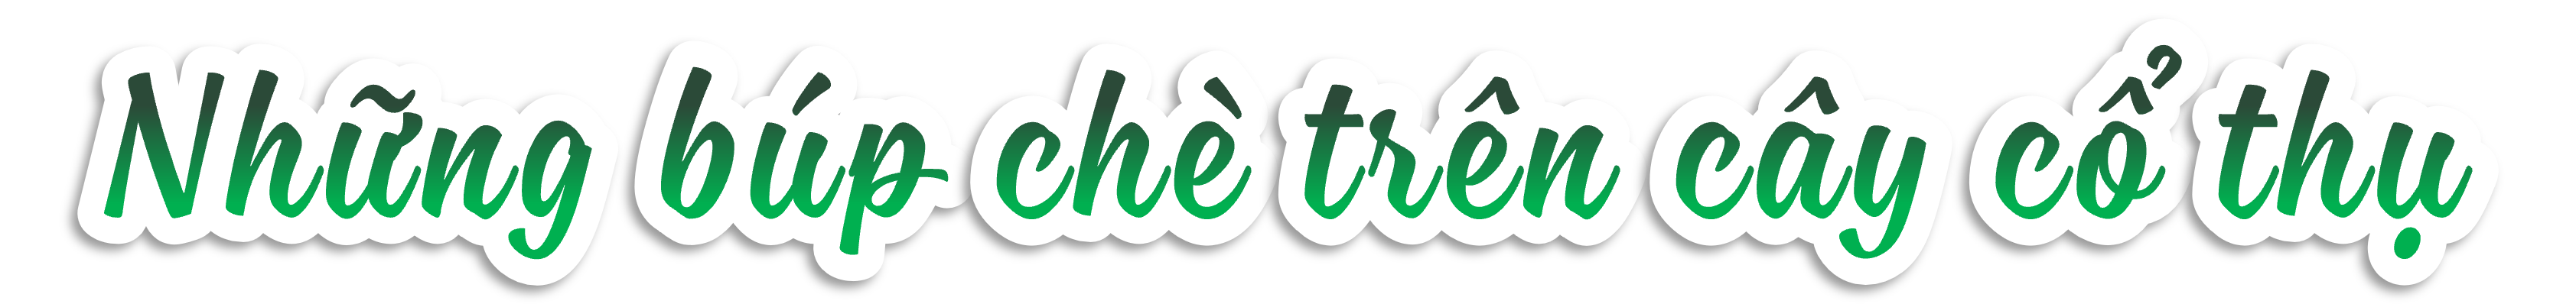 Những búp chè trên cây cổ thụ